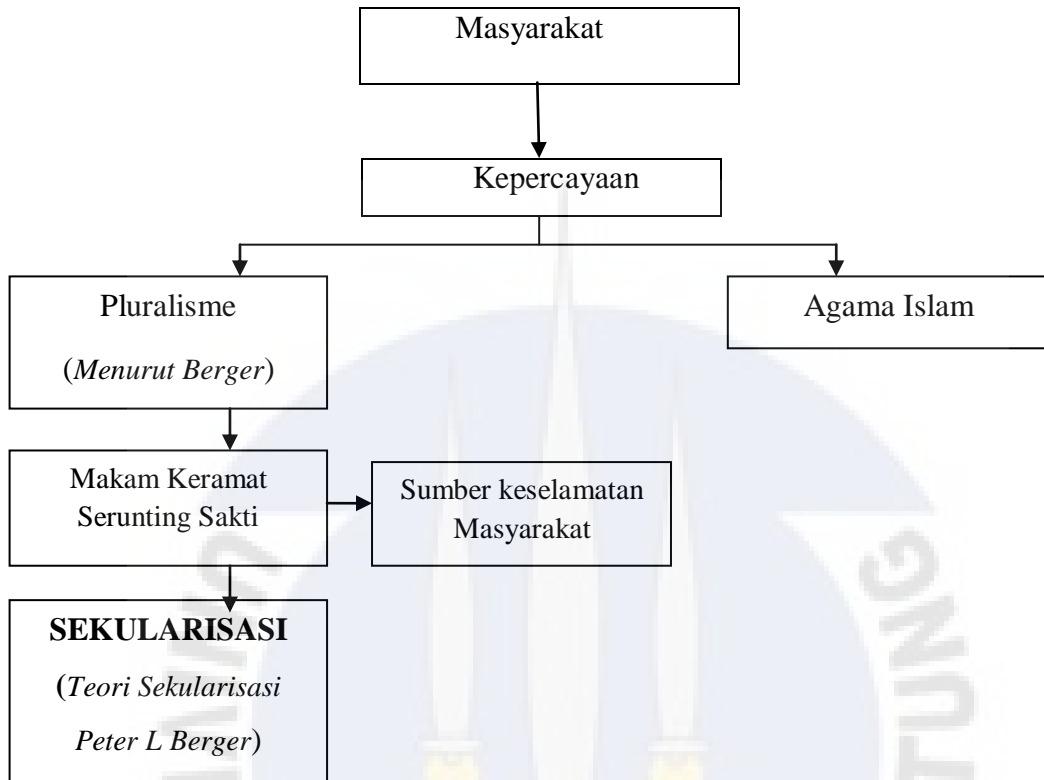 Masyarakat
Kepercayaan
Pluralisme
(Menurut Berger)
Agama Islam
Makam Keramat
Serunting Sakti
Sumber keselamatan
Masyarakat
SEKULARISASI
(Teori Sekularisasi
Peter L Berger)